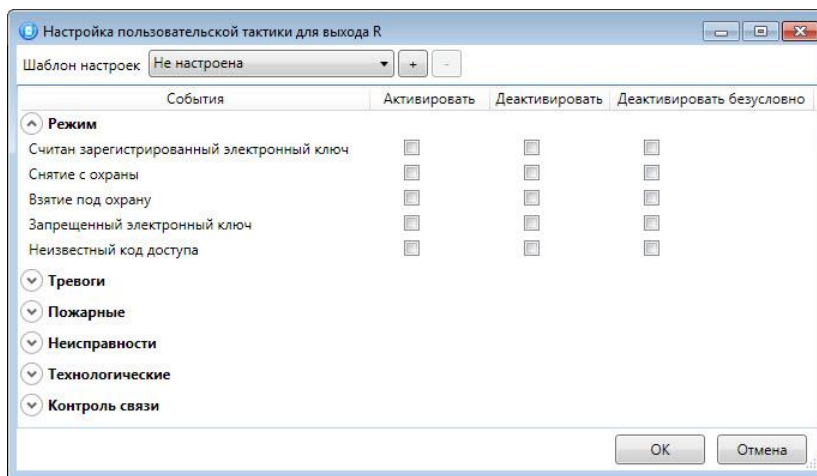 Настройка пользовательской тактики для выхода R
Шаблон настроек Не настроена + -
События Активировать Деактивировать Деактивировать безусловно
Режим
Считан зарегистрированный электронный ключ
Снятие с охраны
Взятие под охрану
Запрещенный электронный ключ
Неизвестный код доступа
Тревоги
Пожарные
Неисправности
Технологические
Контроль связи
ОК Отмена